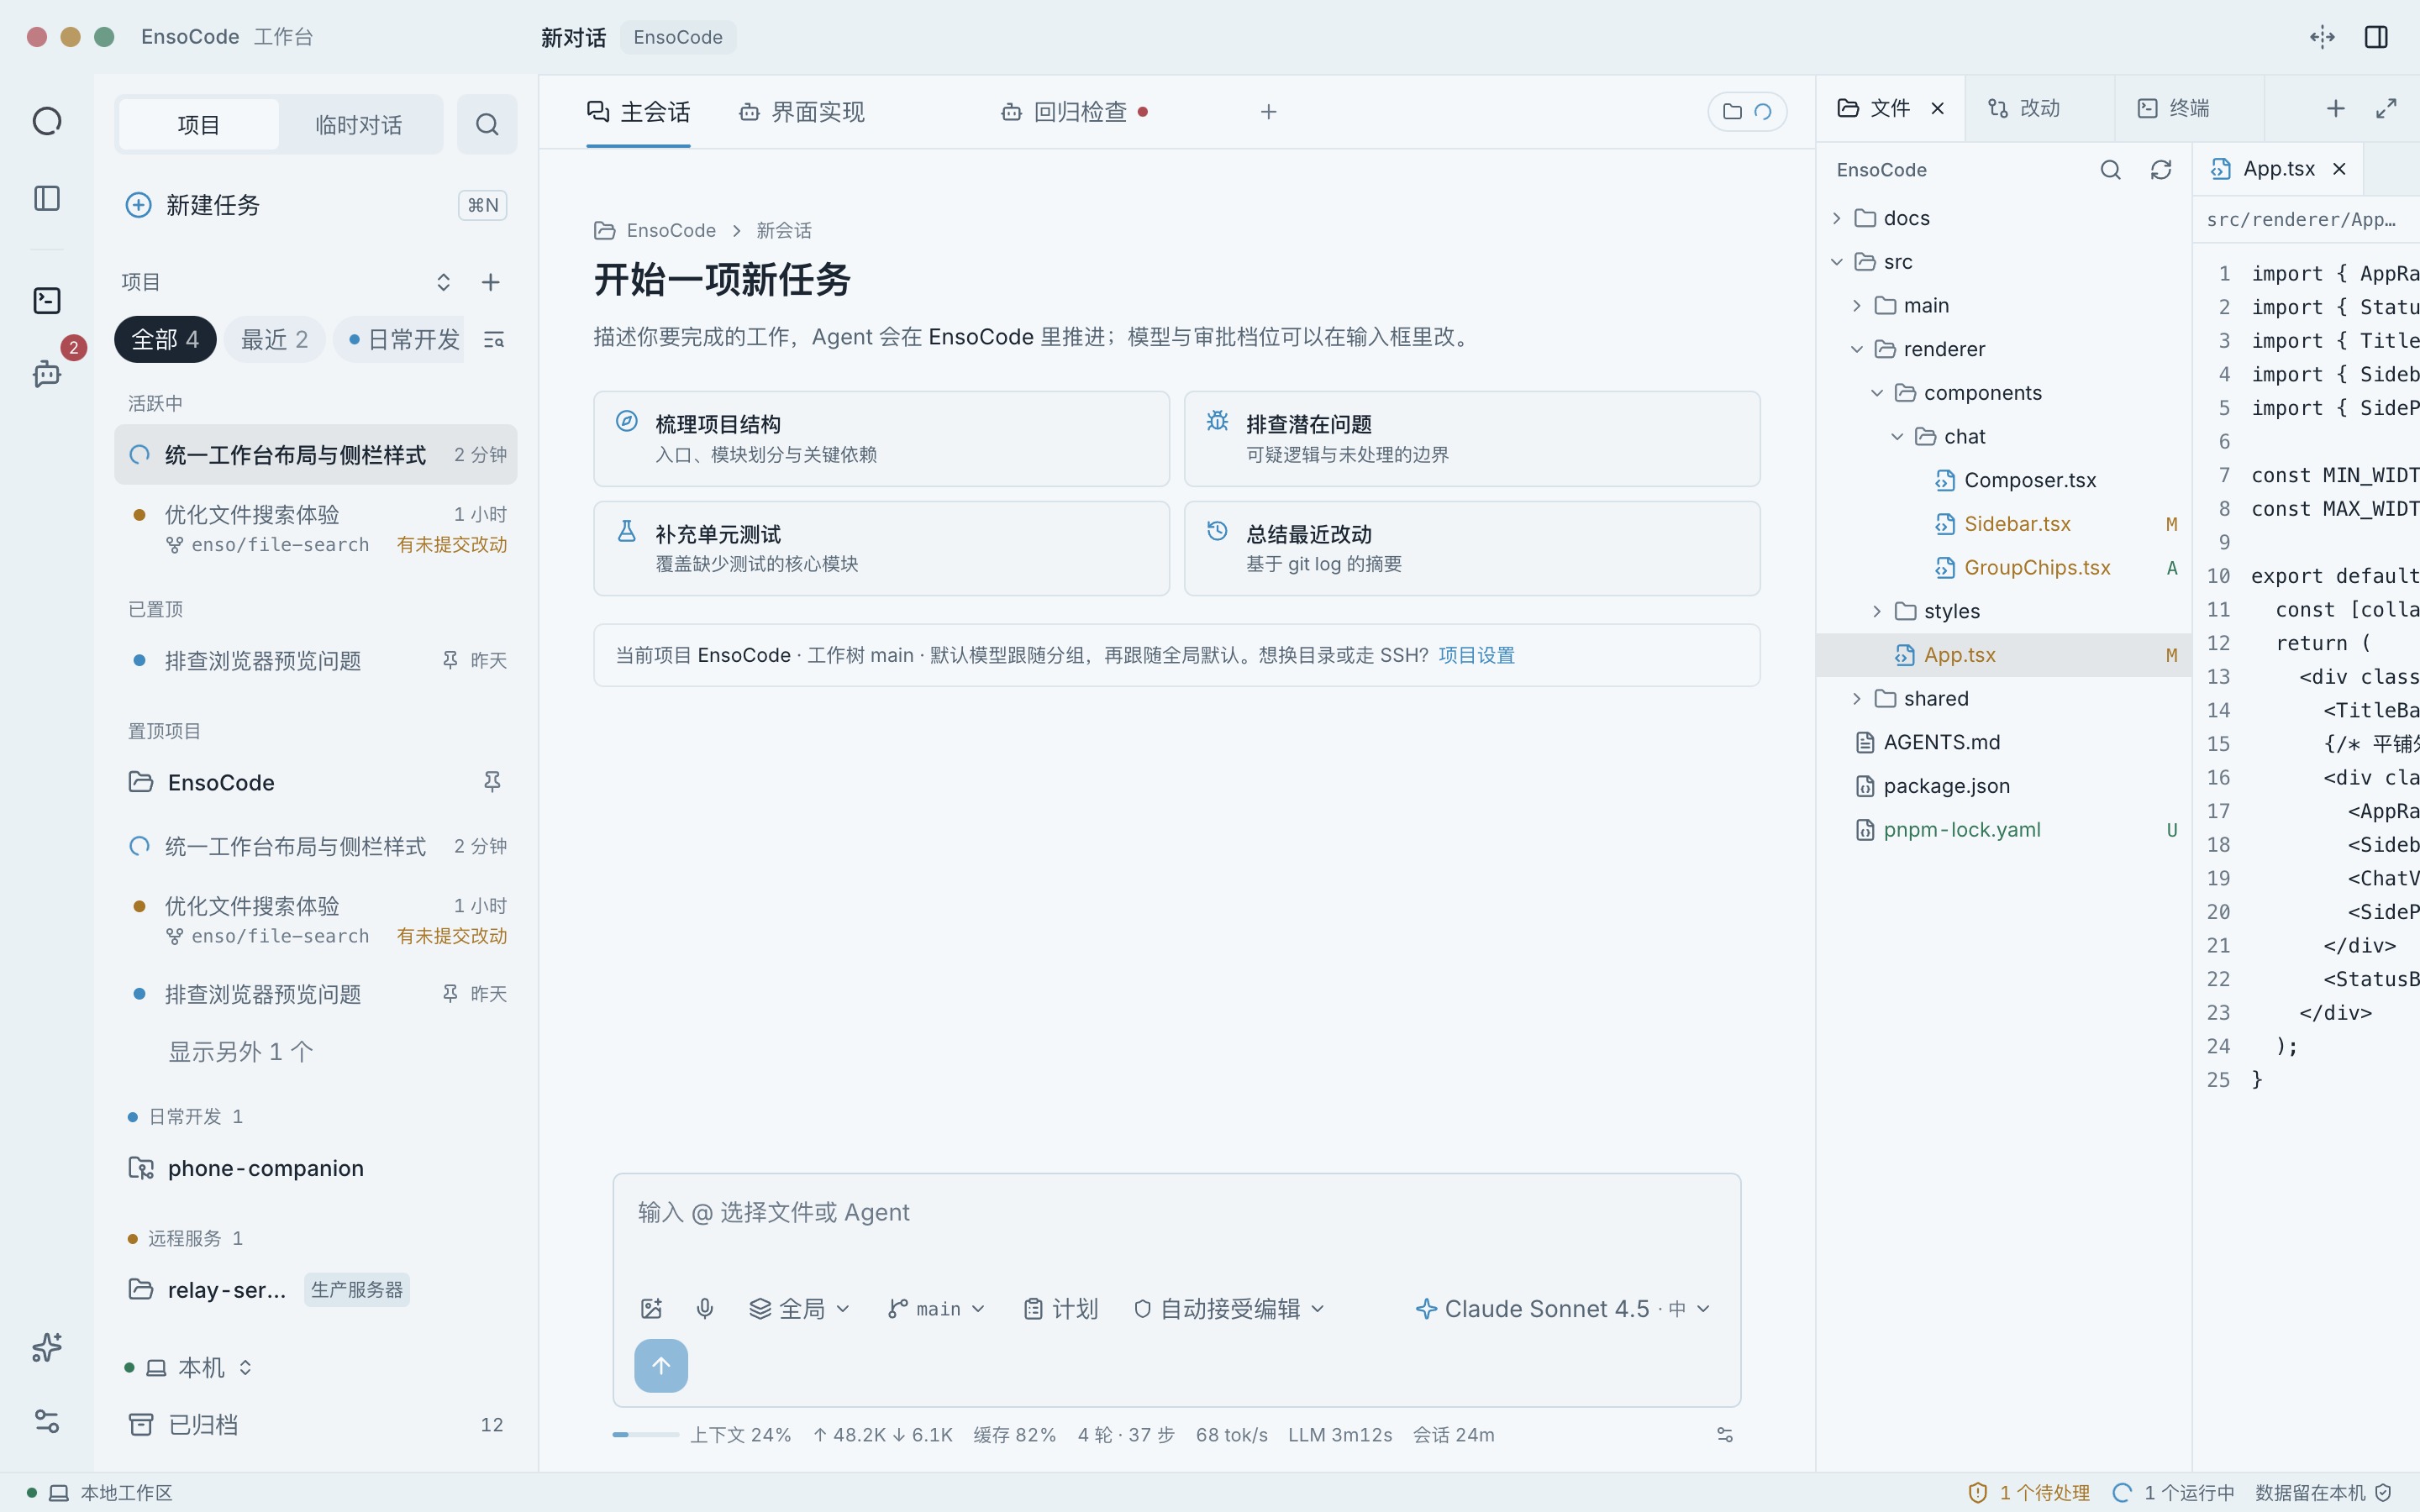 EnsoCode 工作台
新对话 EnsoCode
项目 临时对话
新建任务 ⌘N
项目
全部 4 最近 2 日常开发
2
活跃中
统一工作台布局与侧栏样式 2 分钟
优化文件搜索体验 1 小时
enso/file-search 有未提交改动
已置顶
排查浏览器预览问题 昨天
置顶项目
EnsoCode
统一工作台布局与侧栏样式 2 分钟
优化文件搜索体验 1 小时
enso/file-search 有未提交改动
排查浏览器预览问题 昨天
显示另外 1 个
日常开发 1
phone-companion
远程服务 1
relay-ser... 生产服务器
本机
已归档 12
主会话 界面实现 回归检查
EnsoCode > 新会话
开始一项新任务
描述你要完成的工作，Agent 会在 EnsoCode 里推进；模型与审批档位可以在输入框里改。
梳理项目结构
入口、模块划分与关键依赖
排查潜在问题
可疑逻辑与未处理的边界
补充单元测试
覆盖缺少测试的核心模块
总结最近改动
基于 git log 的摘要
当前项目 EnsoCode · 工作树 main · 默认模型跟随分组，再跟随全局默认。想换目录或走 SSH? 项目设置
输入 @ 选择文件或 Agent
全局 main 计划 自动接受编辑 Claude Sonnet 4.5 · 中
上下文 24% ↑ 48.2K ↓ 6.1K 缓存 82% 4 轮 · 37 步 68 tok/s LLM 3m12s 会话 24m
文件 改动 终端
EnsoCode
docs
src
main
renderer
components
chat
Composer.tsx
Sidebar.tsx M
GroupChips.tsx A
styles
App.tsx M
shared
AGENTS.md
package.json
pnpm-lock.yaml U
App.tsx
src/renderer/App…
1 import { AppRa
2 import { Statu
3 import { Title
4 import { Sideb
5 import { SideP
6
7 const MIN_WIDT
8 const MAX_WIDT
9
10 export default
11 const [colla
12 return (
13 <div class
14 <TitleBa
15 {/* 平铺
16 <div cla
17 <AppRa
18 <Sideb
19 <ChatV
20 <SideP
21 </div>
22 <StatusB
23 </div>
24 );
25 }
本地工作区
1 个待处理 1 个运行中 数据留在本机